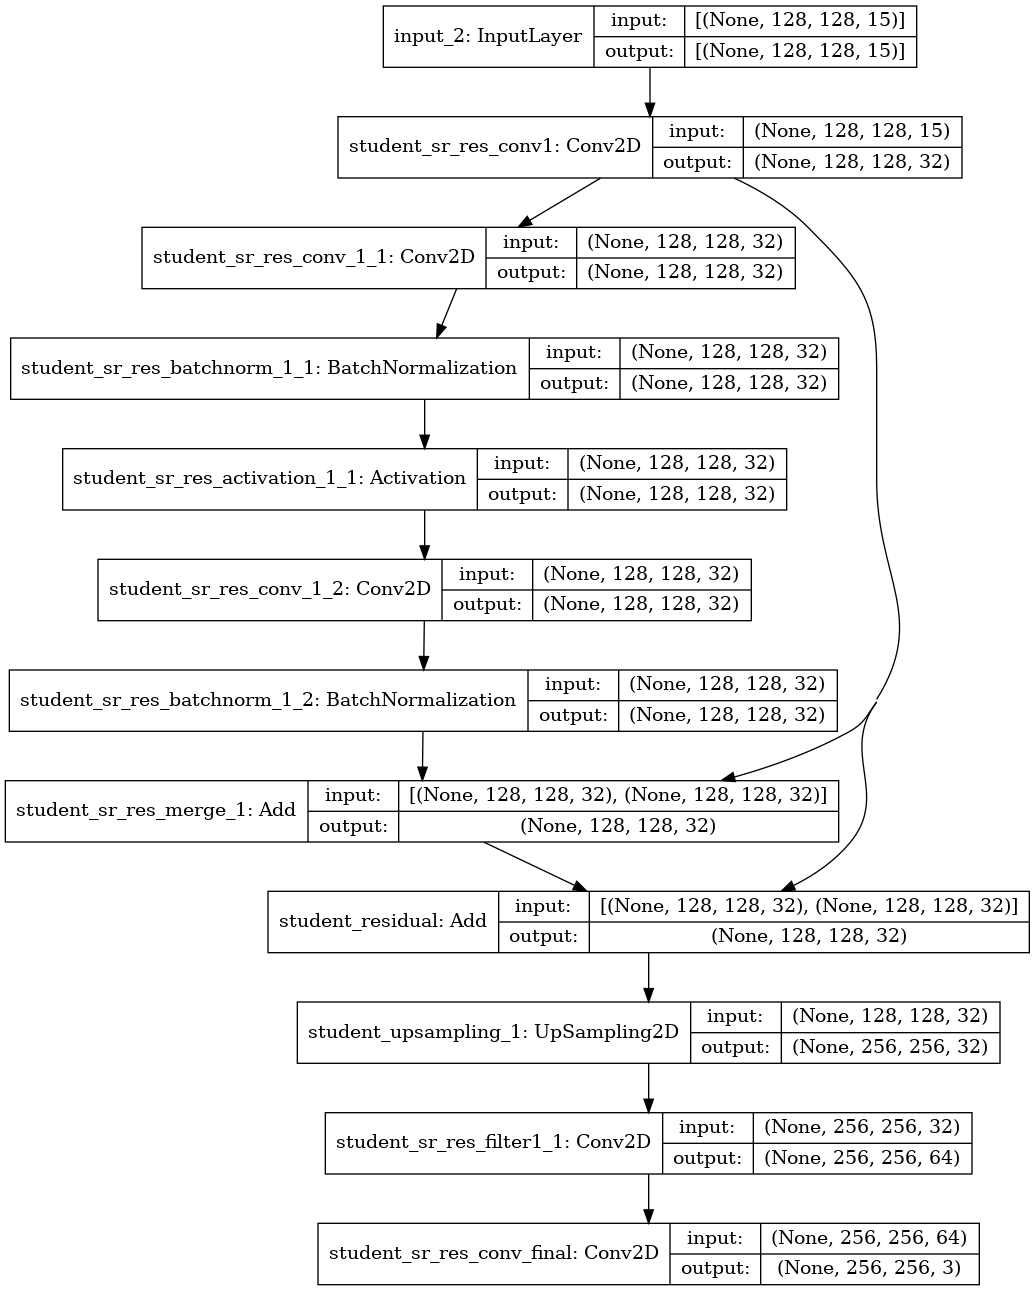 input_2: InputLayer
input: [(None, 128, 128, 15)]
output: [(None, 128, 128, 15)]
student_sr_res_conv1: Conv2D
input: (None, 128, 128, 15)
output: (None, 128, 128, 32)
student_sr_res_conv_1_1: Conv2D
input: (None, 128, 128, 32)
output: (None, 128, 128, 32)
student_sr_res_batchnorm_1_1: BatchNormalization
input: (None, 128, 128, 32)
output: (None, 128, 128, 32)
student_sr_res_activation_1_1: Activation
input: (None, 128, 128, 32)
output: (None, 128, 128, 32)
student_sr_res_conv_1_2: Conv2D
input: (None, 128, 128, 32)
output: (None, 128, 128, 32)
student_sr_res_batchnorm_1_2: BatchNormalization
input: (None, 128, 128, 32)
output: (None, 128, 128, 32)
student_sr_res_merge_1: Add
input: [(None, 128, 128, 32), (None, 128, 128, 32)]
output: (None, 128, 128, 32)
student_residual: Add
input: [(None, 128, 128, 32), (None, 128, 128, 32)]
output: (None, 128, 128, 32)
student_upsampling_1: UpSampling2D
input: (None, 128, 128, 32)
output: (None, 256, 256, 32)
student_sr_res_filter1_1: Conv2D
input: (None, 256, 256, 32)
output: (None, 256, 256, 64)
student_sr_res_conv_final: Conv2D
input: (None, 256, 256, 64)
output: (None, 256, 256, 3)